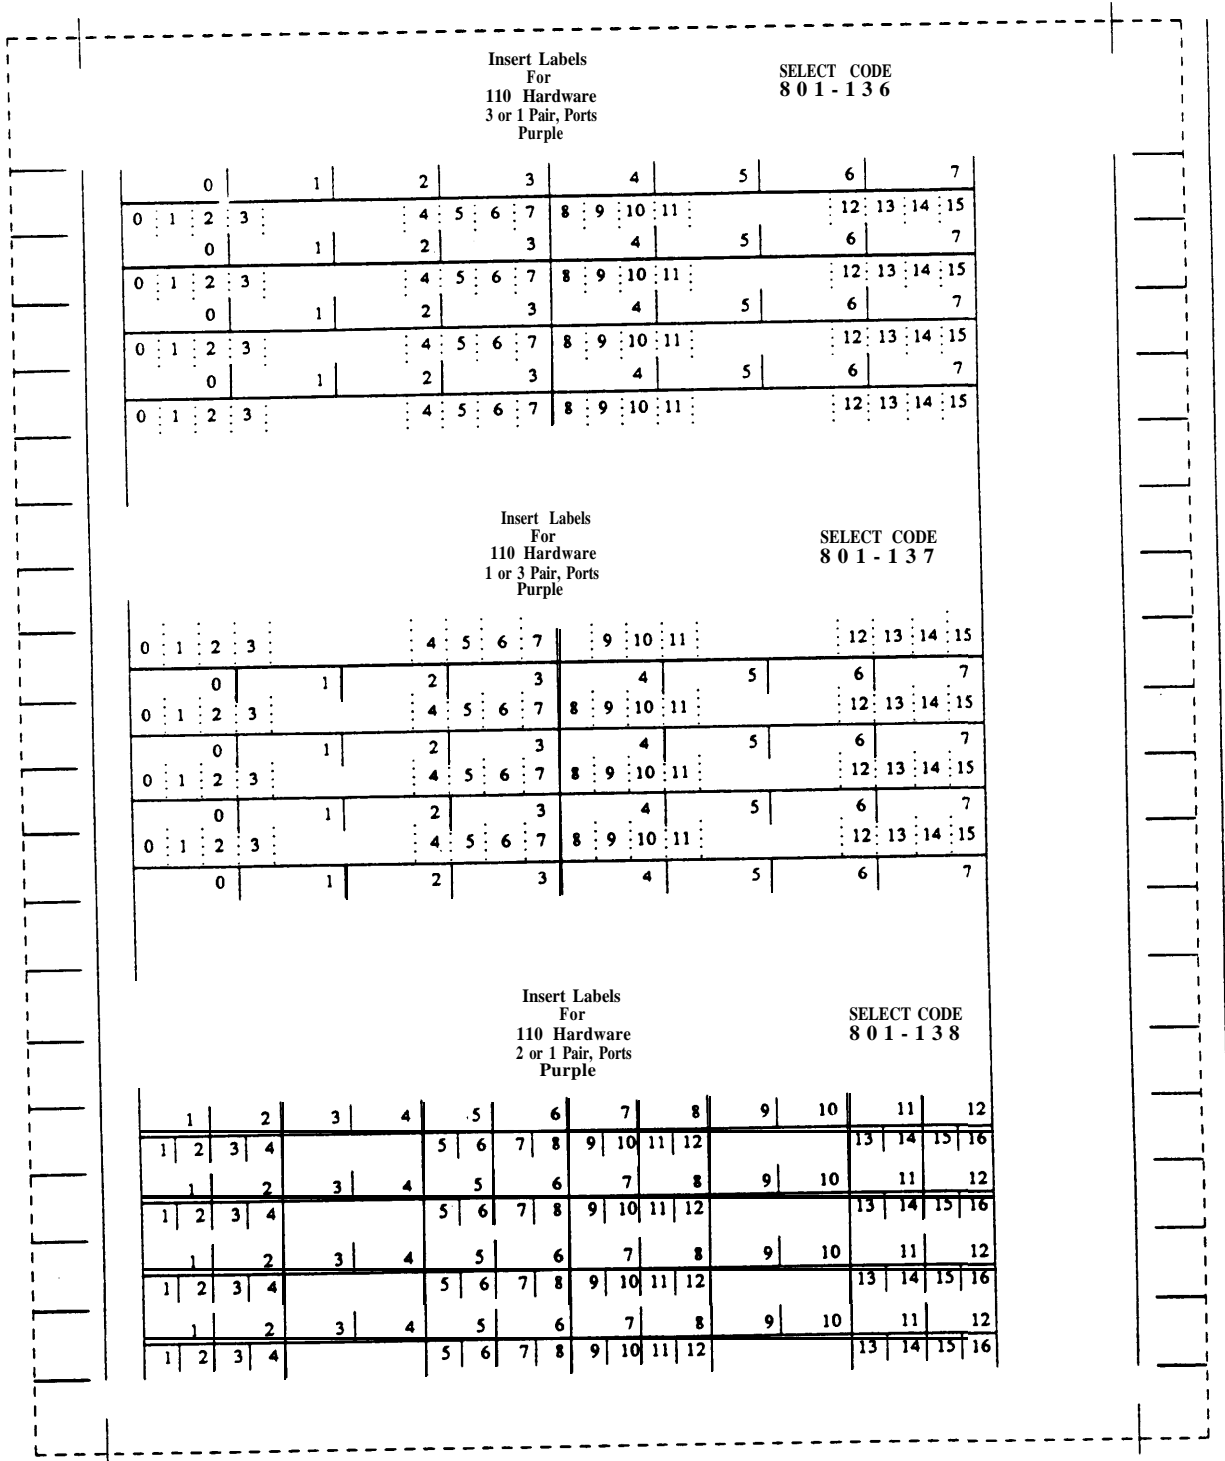 Insert Labels
For
110 Hardware
3 or 1 Pair, Ports
Purple
SELECT CODE
801-136
0 1 2 3 4 5 6 7
0 1 2 3 4 5 6 7 8 9 10 11 12 13 14 15
0 1 2 3 4 5 6 7
0 1 2 3 4 5 6 7 8 9 10 11 12 13 14 15
0 1 2 3 4 5 6 7
0 1 2 3 4 5 6 7 8 9 10 11 12 13 14 15
0 1 2 3 4 5 6 7
0 1 2 3 4 5 6 7 8 9 10 11 12 13 14 15
Insert Labels
For
110 Hardware
1 or 3 Pair, Ports
Purple
SELECT CODE
801-137
0 1 2 3 4 5 6 7 9 10 11 12 13 14 15
0 1 2 3 4 5 6 7
0 1 2 3 4 5 6 7 8 9 10 11 12 13 14 15
0 1 2 3 4 5 6 7
0 1 2 3 4 5 6 7 8 9 10 11 12 13 14 15
0 1 2 3 4 5 6 7
0 1 2 3 4 5 6 7 8 9 10 11 12 13 14 15
0 1 2 3 4 5 6 7
Insert Labels
For
110 Hardware
2 or 1 Pair, Ports
Purple
SELECT CODE
801-138
1 2 3 4 5 6 7 8 9 10 11 12
1 2 3 4 5 6 7 8 9 10 11 12 13 14 15 16
1 2 3 4 5 6 7 8 9 10 11 12
1 2 3 4 5 6 7 8 9 10 11 12 13 14 15 16
1 2 3 4 5 6 7 8 9 10 11 12
1 2 3 4 5 6 7 8 9 10 11 12 13 14 15 16
1 2 3 4 5 6 7 8 9 10 11 12
1 2 3 4 5 6 7 8 9 10 11 12 13 14 15 16